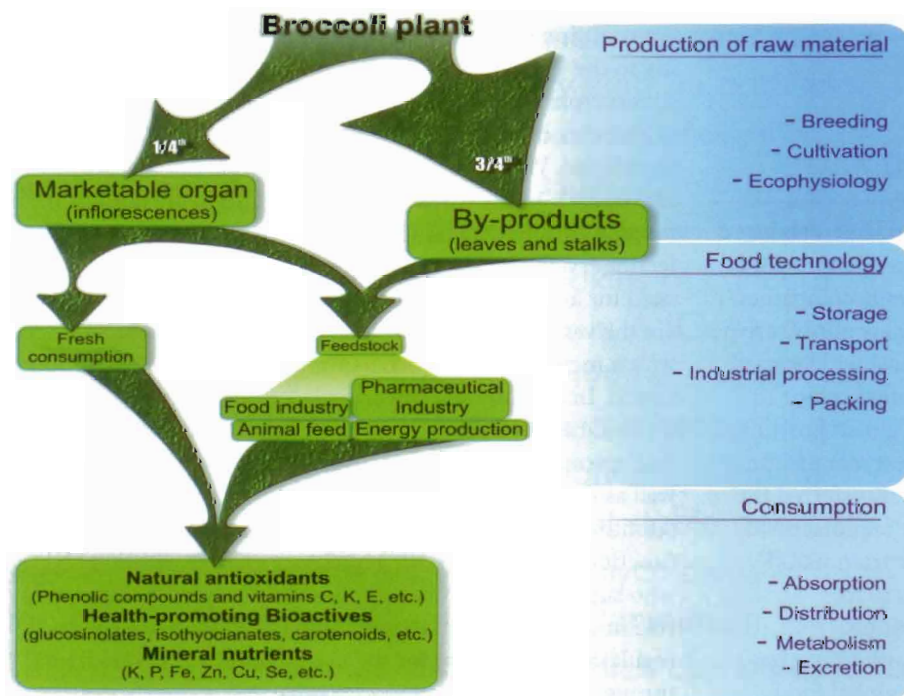 Broccoli plant
1/4th
3/4th
Marketable organ
(inflorescences)
By-products
(leaves and stalks)
Fresh
consumption
Feedstock
Food industry
Pharmaceutical
Industry
Animal feed
Energy production
Natural antioxidants
(Phenolic compounds and vitamins C, K, E, etc.)
Health-promoting Bioactives
(glucosinolates, isothyocianates, carotenoids, etc.)
Mineral nutrients
(K, P, Fe, Zn, Cu, Se, etc.)
Production of raw material
- Breeding
- Cultivation
- Ecophysiology
Food technology
- Storage
- Transport
- Industrial processing
- Packing
Consumption
- Absorption
- Distribution
- Metabolism
- Excretion